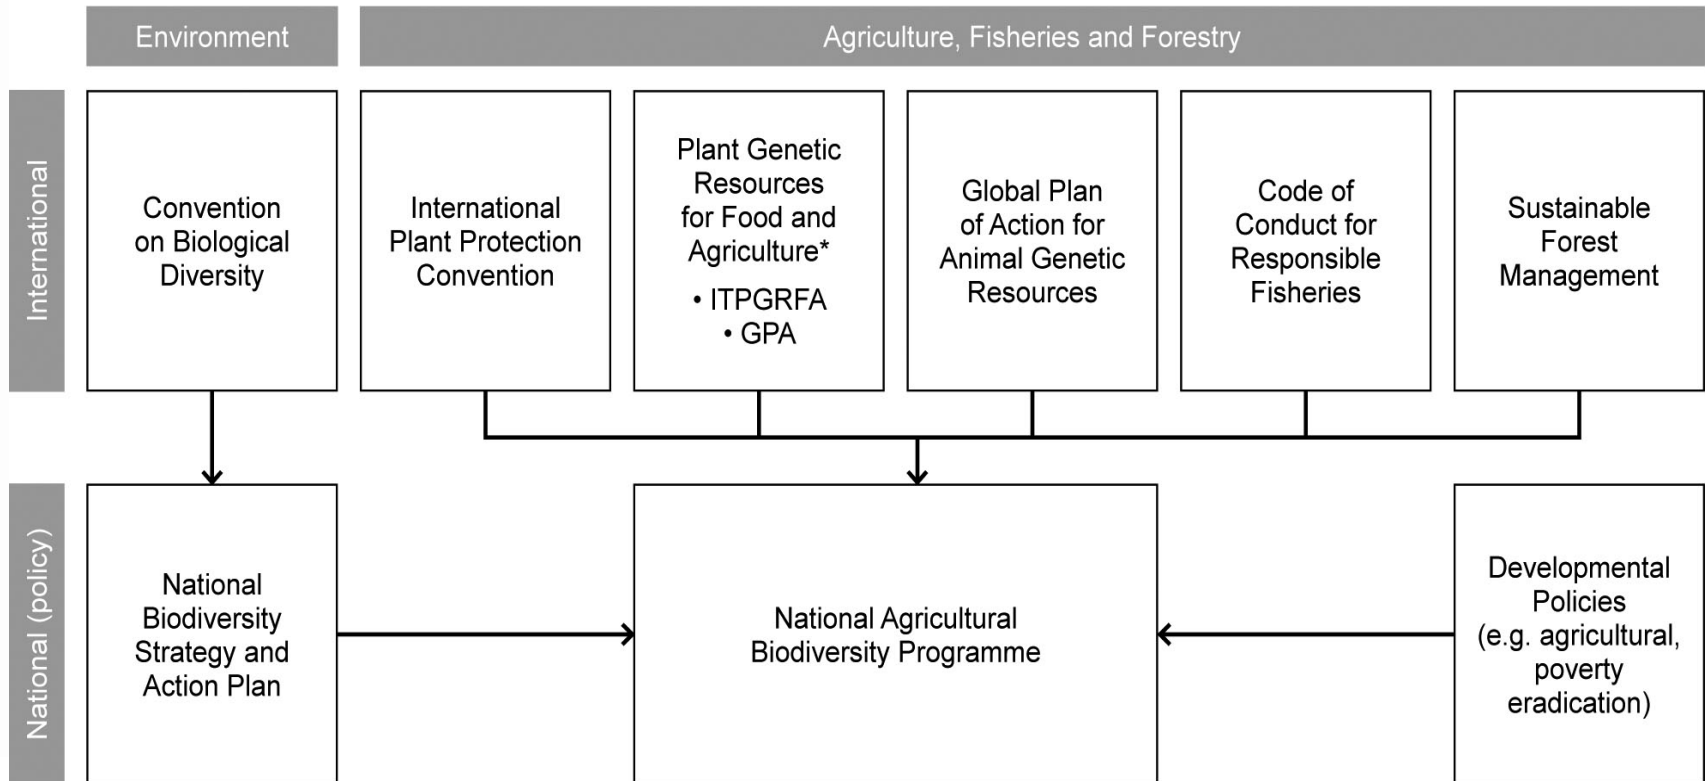 Environment
Agriculture, Fisheries and Forestry
International
Convention
on Biological
Diversity
International
Plant Protection
Convention
Plant Genetic
Resources
for Food and
Agriculture*
• ITPGRFA
• GPA
Global Plan
of Action for
Animal Genetic
Resources
Code of
Conduct for
Responsible
Fisheries
Sustainable
Forest
Management
National (policy)
National
Biodiversity
Strategy and
Action Plan
National Agricultural
Biodiversity Programme
Developmental
Policies
(e.g. agricultural,
poverty
eradication)